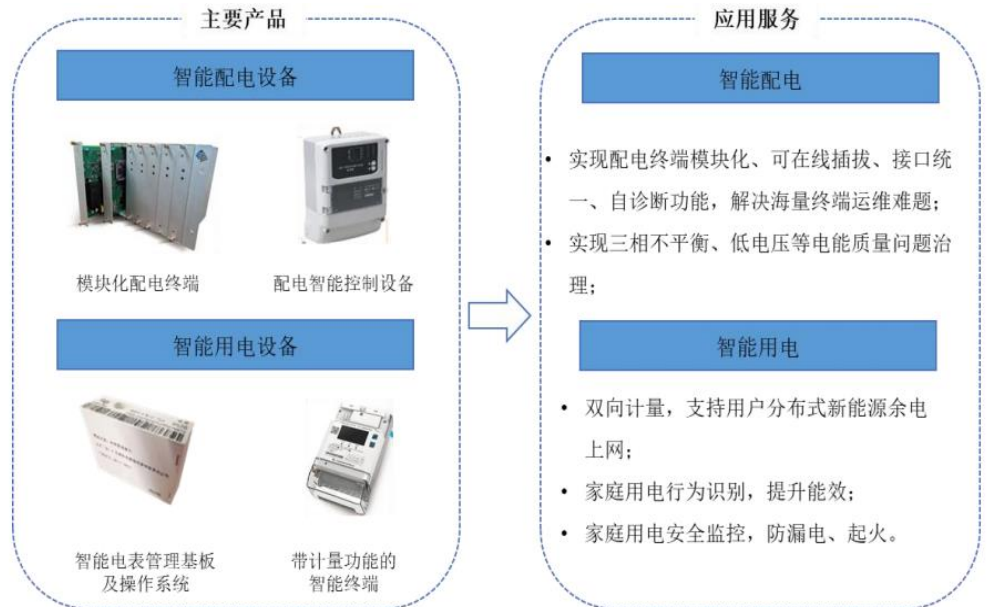 主要产品
智能配电设备
模块化配电终端
配电智能控制设备
智能用电设备
智能电表管理基板
及操作系统
带计量功能的
智能终端
应用服务
智能配电
• 实现配电终端模块化、可在线插拔、接口统
一、自诊断功能，解决海量终端运维难题；
• 实现三相不平衡、低电压等电能质量问题治
理；
智能用电
• 双向计量，支持用户分布式新能源余电
上网；
• 家庭用电行为识别，提升能效；
• 家庭用电安全监控，防漏电、起火。